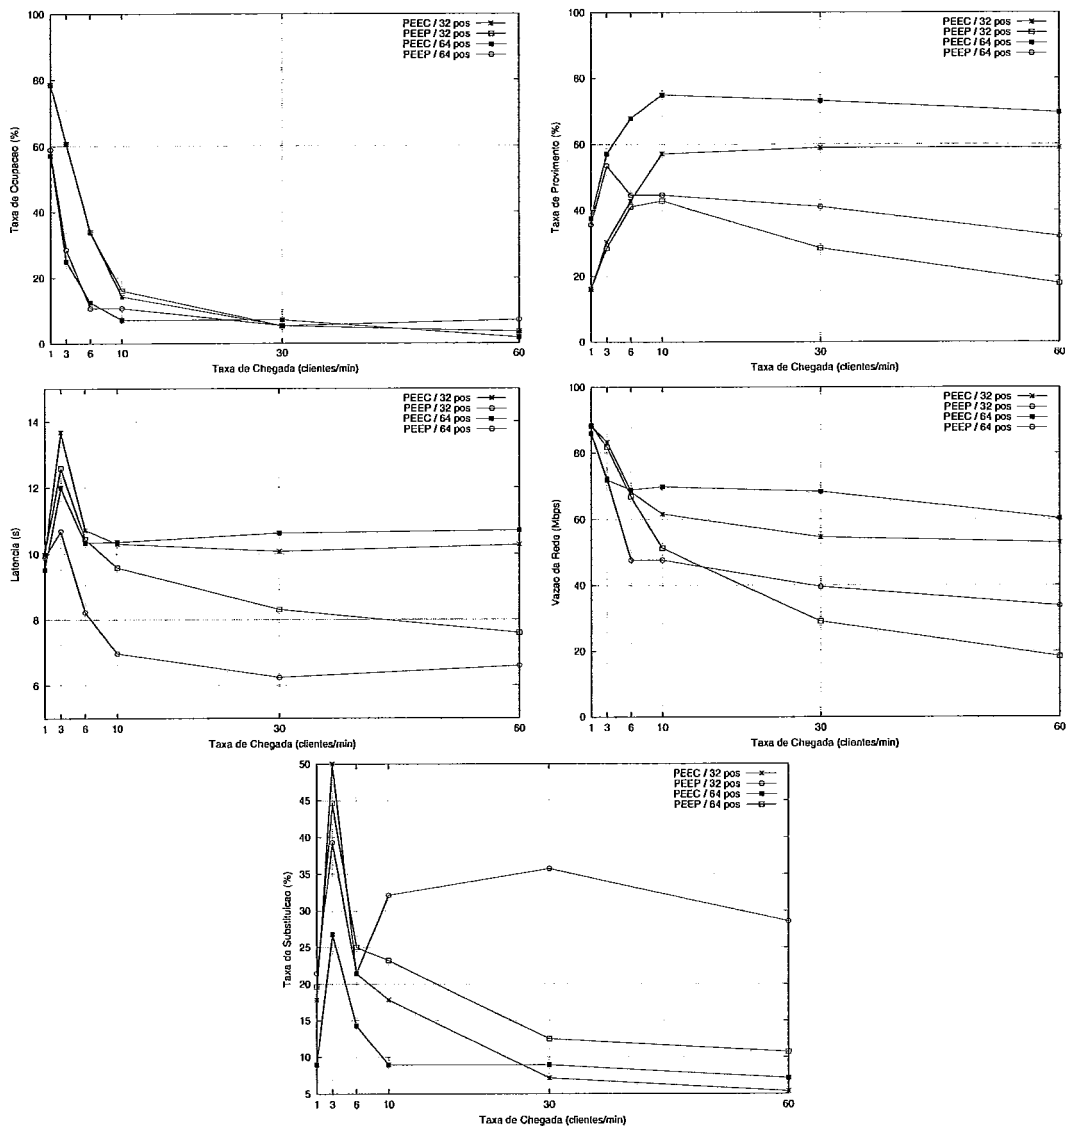 100
80
60
40
20
0
Taxa de Ocupacao (%)
PEEC / 32 pos
PEEP / 32 pos
PEEC / 64 pos
PEEP / 64 pos
1 3 6 10 30 60
Taxa de Chegada (clientes/min)
100
80
60
40
20
0
Taxa de Provimento (%)
PEEC / 32 pos
PEEP / 32 pos
PEEC / 64 pos
PEEP / 64 pos
1 3 6 10 30 60
Taxa de Chegada (clientes/min)
14
12
10
8
6
Latencia (s)
PEEC / 32 pos
PEEP / 32 pos
PEEC / 64 pos
PEEP / 64 pos
1 3 6 10 30 60
Taxa de Chegada (clientes/min)
100
80
60
40
20
0
Vazao da Rede (Mbps)
PEEC / 32 pos
PEEP / 32 pos
PEEC / 64 pos
PEEP / 64 pos
1 3 6 10 30 60
Taxa de Chegada (clientes/min)
50
45
40
35
30
25
20
15
10
5
Taxa de Substituicao (%)
PEEC / 32 pos
PEEP / 32 pos
PEEC / 64 pos
PEEP / 64 pos
1 3 6 10 30 60
Taxa de Chegada (clientes/min)